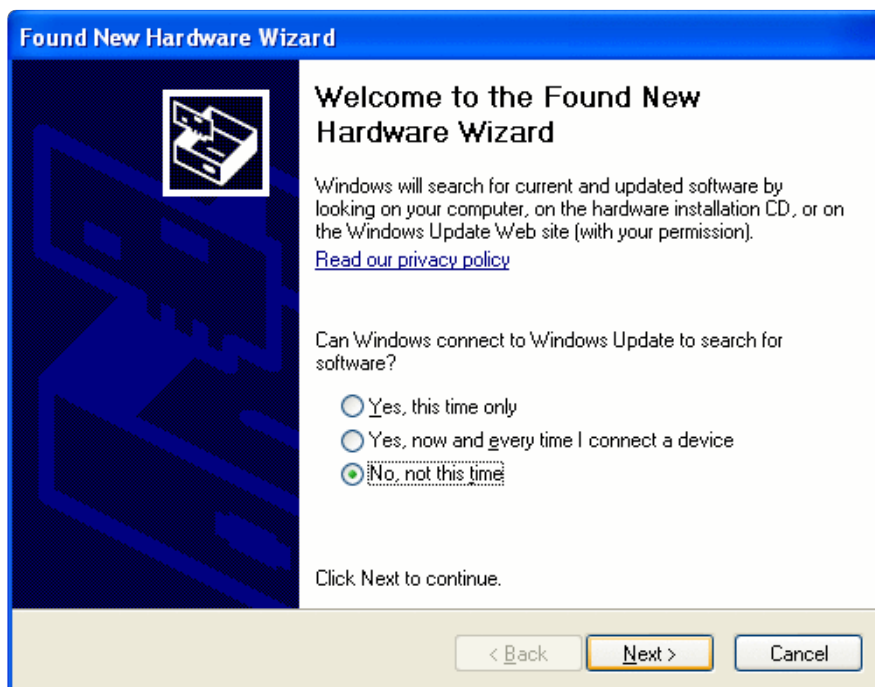 Found New Hardware Wizard
Welcome to the Found New
Hardware Wizard
Windows will search for current and updated software by
looking on your computer, on the hardware installation CD, or on
the Windows Update Web site (with your permission).
Read our privacy policy
Can Windows connect to Windows Update to search for
software?
Yes, this time only
Yes, now and every time I connect a device
No, not this time
Click Next to continue.
< Back
Next >
Cancel